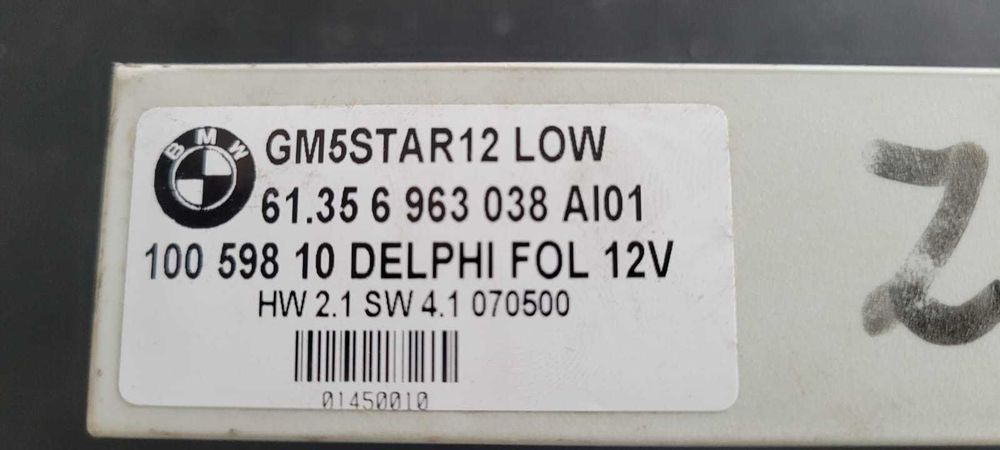 BMW
GM5STAR12 LOW
61.35 6 963 038 AI01
100 598 10 DELPHI FOL 12V
HW 2.1 SW 4.1 070500
01450010